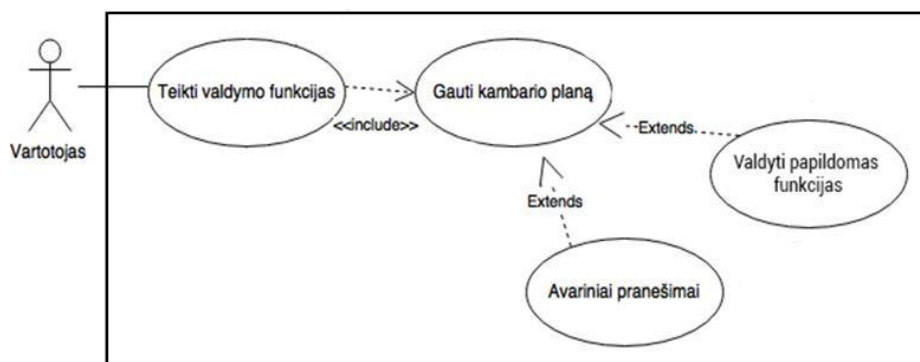 Vartotojas
Teikti valdymo funkcijas
<<include>>
Gauti kambario planą
Extends
Valdyti papildomas
funkcijas
Extends
Avariniai pranešimai